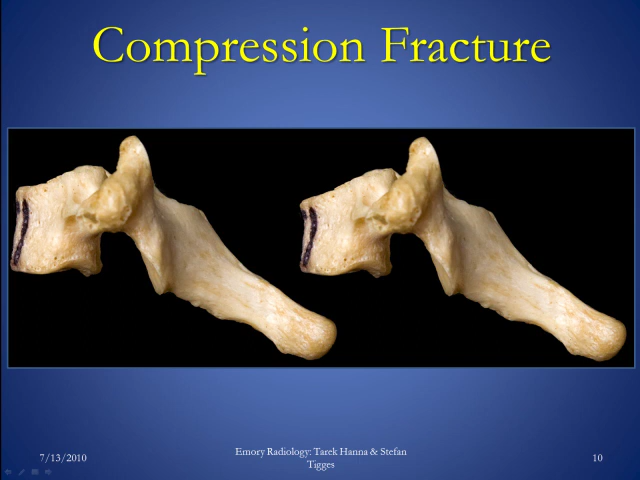 Compression Fracture
7/13/2010
Emory Radiology: Tarek Hanna & Stefan
Tigges
10